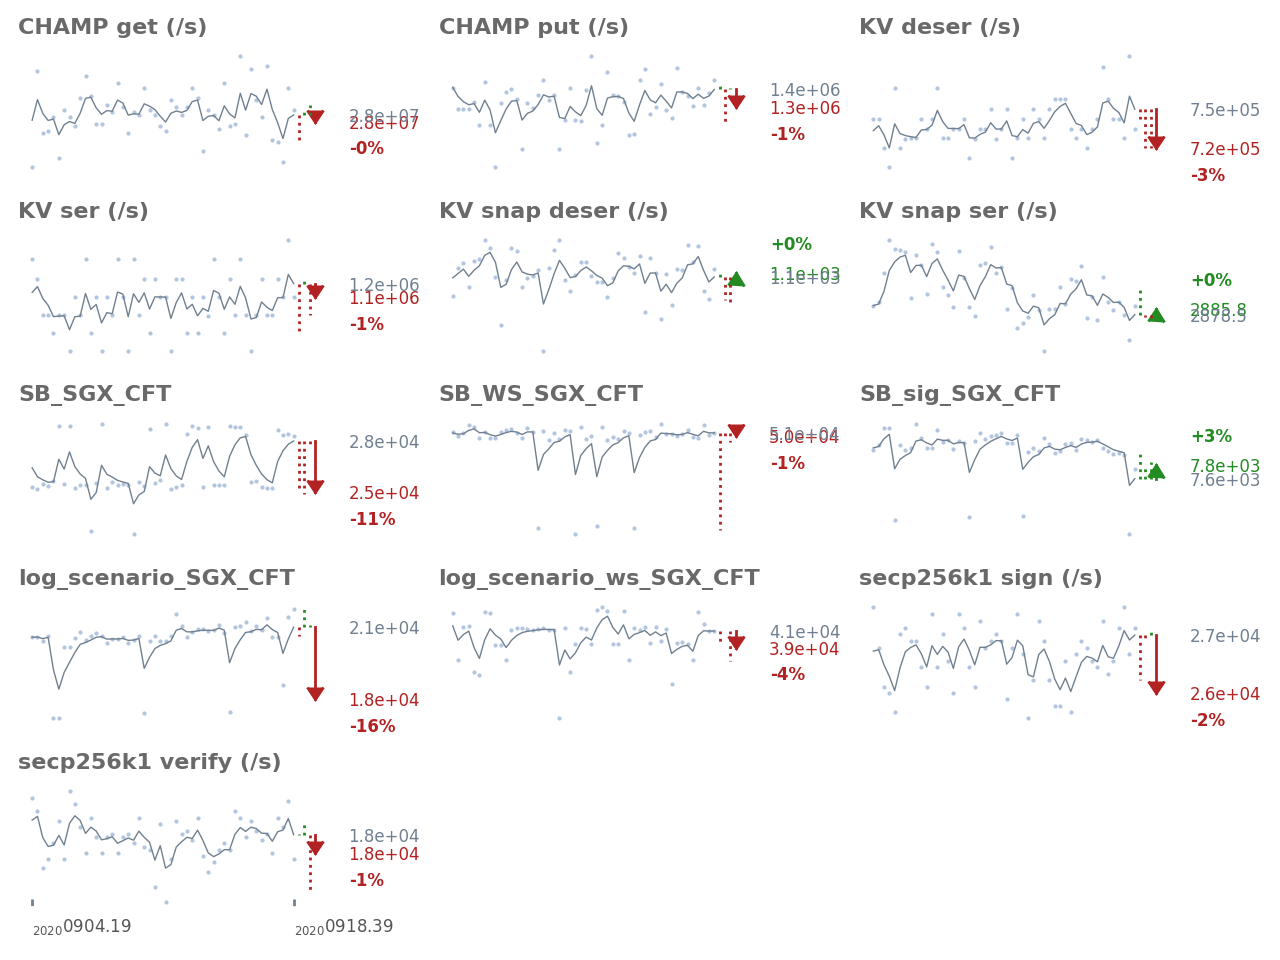 CHAMP get (/s)
2.8e+07
2.8e+07
-0%
CHAMP put (/s)
1.4e+06
1.3e+06
-1%
KV deser (/s)
7.5e+05
7.2e+05
-3%
KV ser (/s)
1.2e+06
1.1e+06
-1%
KV snap deser (/s)
+0%
1.1e+03
1.1e+03
KV snap ser (/s)
+0%
2885.8
2878.5
SB_SGX_CFT
2.8e+04
2.5e+04
-11%
SB_WS_SGX_CFT
5.1e+04
5.0e+04
-1%
SB_sig_SGX_CFT
+3%
7.8e+03
7.6e+03
log_scenario_SGX_CFT
2.1e+04
1.8e+04
-16%
log_scenario_ws_SGX_CFT
4.1e+04
3.9e+04
-4%
secp256k1 sign (/s)
2.7e+04
2.6e+04
-2%
secp256k1 verify (/s)
1.8e+04
1.8e+04
-1%
20200904.19
20200918.39